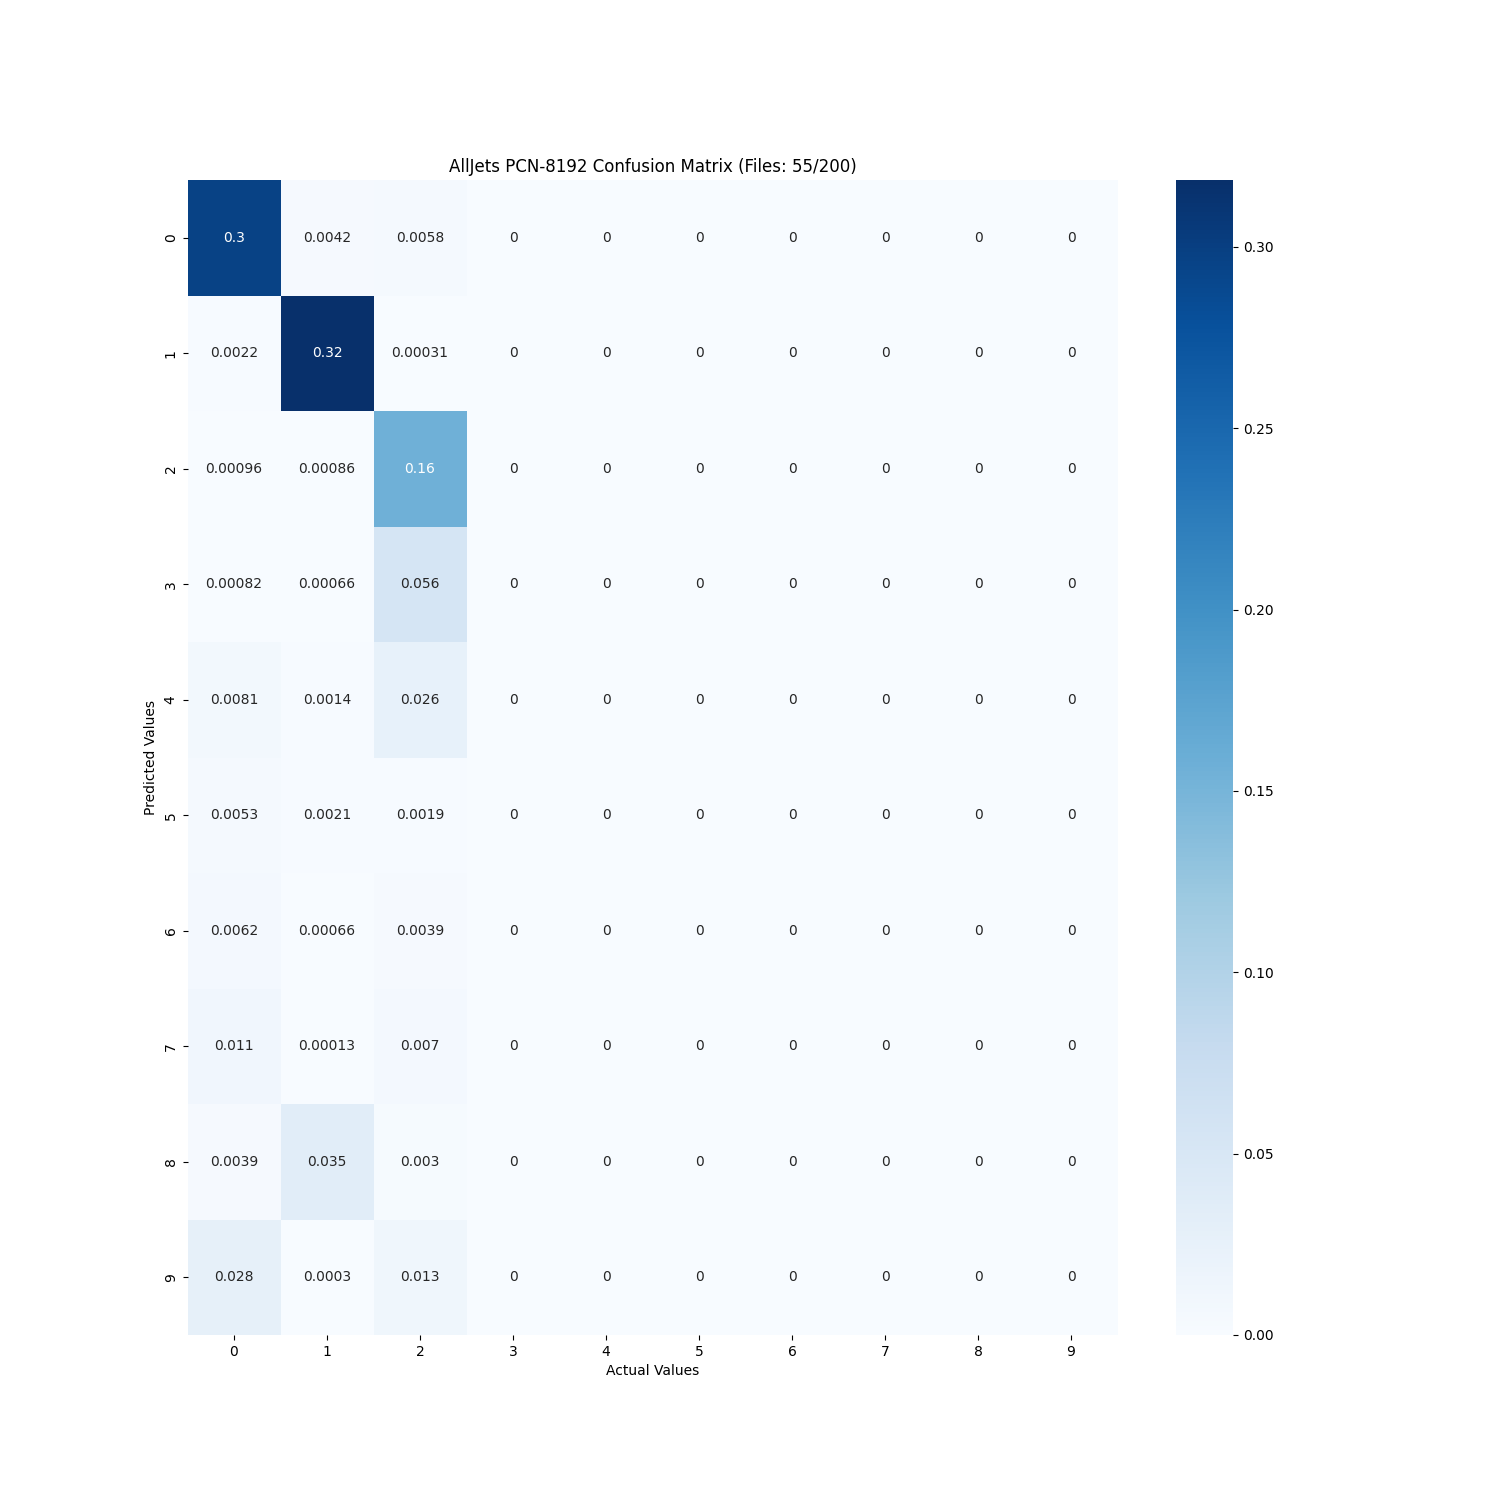 AllJets PCN-8192 Confusion Matrix (Files: 55/200)
Predicted Values
0 0.3 0.0042 0.0058 0 0 0 0 0 0 0
1 0.0022 0.32 0.00031 0 0 0 0 0 0 0
2 0.00096 0.00086 0.16 0 0 0 0 0 0 0
3 0.00082 0.00066 0.056 0 0 0 0 0 0 0
4 0.0081 0.0014 0.026 0 0 0 0 0 0 0
5 0.0053 0.0021 0.0019 0 0 0 0 0 0 0
6 0.0062 0.00066 0.0039 0 0 0 0 0 0 0
7 0.011 0.00013 0.007 0 0 0 0 0 0 0
8 0.0039 0.035 0.003 0 0 0 0 0 0 0
9 0.028 0.0003 0.013 0 0 0 0 0 0 0
0 1 2 3 4 5 6 7 8 9
Actual Values
0.30
0.25
0.20
0.15
0.10
0.05
0.00